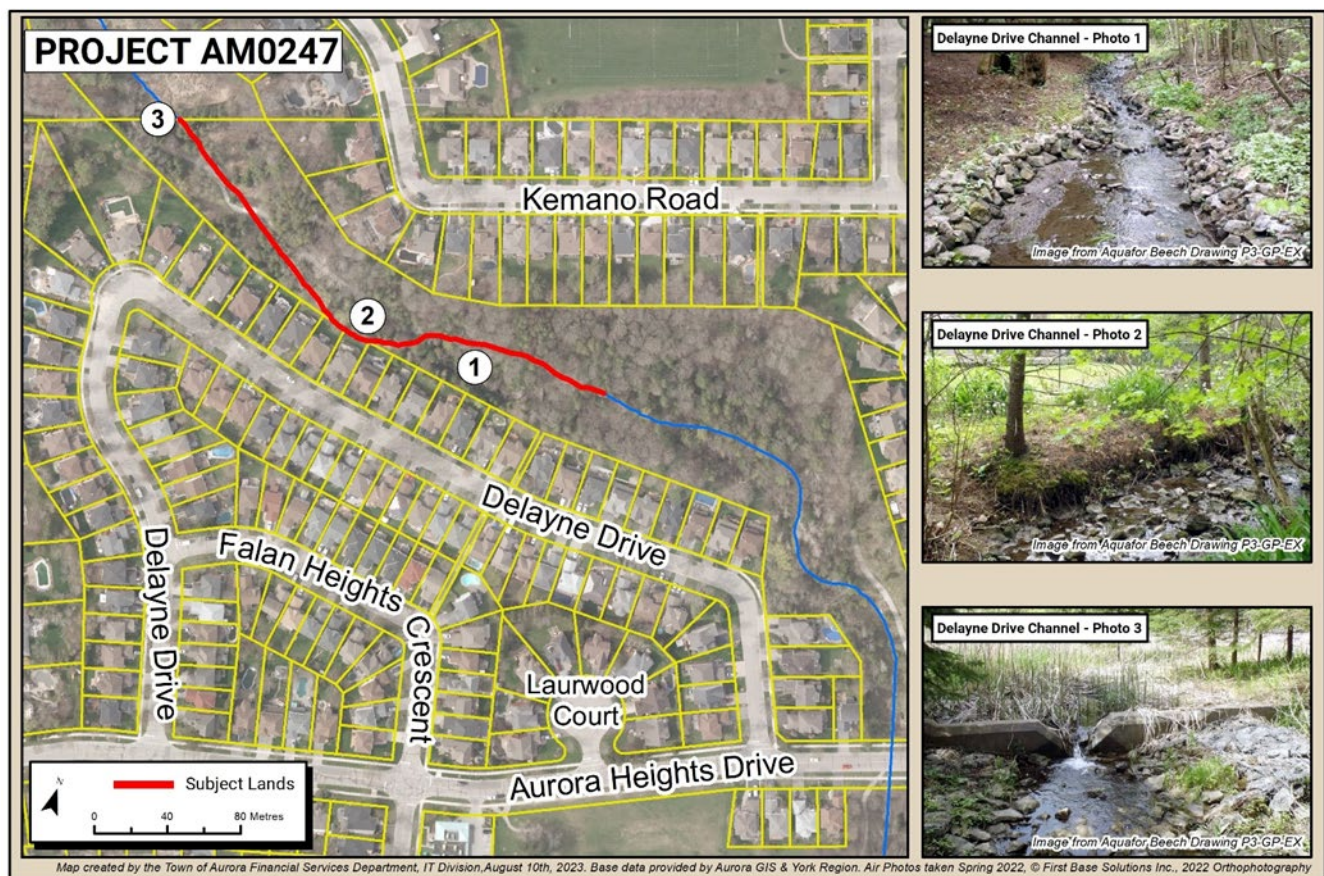 PROJECT AM0247
3
2
1
Kemano Road
Delayne Drive
Delayne Drive
Falan Heights
Crescent
Laurwood
Court
Aurora Heights Drive
N
Subject Lands
0 40 80 Metres
Delayne Drive Channel - Photo 1
Image from Aquafor Beech Drawing P3-GP-EX
Delayne Drive Channel - Photo 2
Image from Aquafor Beech Drawing P3-GP-EX
Delayne Drive Channel - Photo 3
Image from Aquafor Beech Drawing P3-GP-EX
Map created by the Town of Aurora Financial Services Department, IT Division,August 10th, 2023. Base data provided by Aurora GIS & York Region. Air Photos taken Spring 2022, © First Base Solutions Inc., 2022 Orthophotography